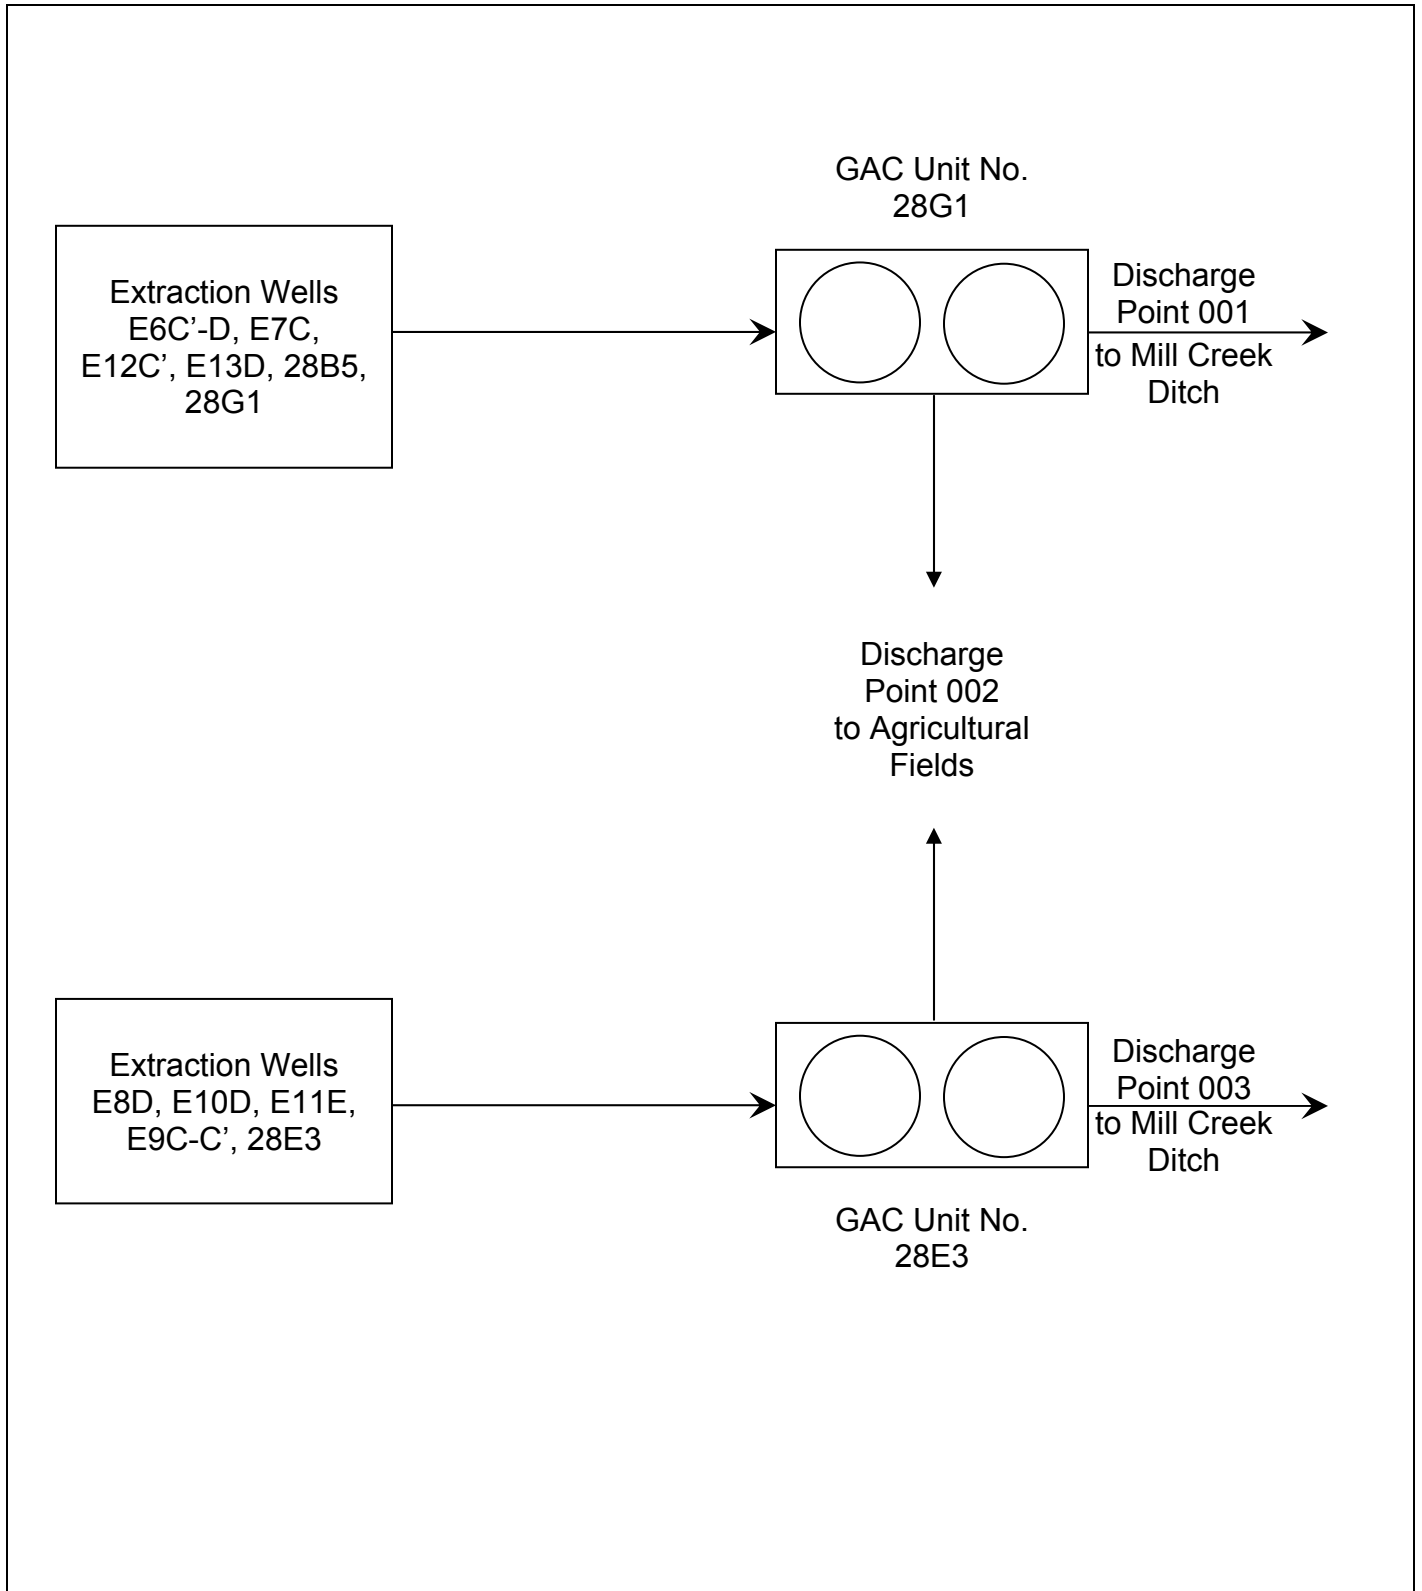 GAC Unit No.
28G1
Extraction Wells
E6C’-D, E7C,
E12C’, E13D, 28B5,
28G1
Discharge
Point 001
to Mill Creek
Ditch
Discharge
Point 002
to Agricultural
Fields
Extraction Wells
E8D, E10D, E11E,
E9C-C’, 28E3
Discharge
Point 003
to Mill Creek
Ditch
GAC Unit No.
28E3